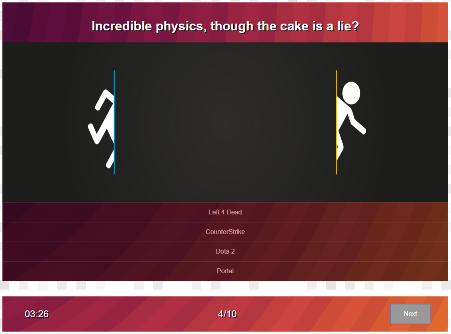 Incredible physics, though the cake is a lie?
Left 4 Dead
CounterStrike
Dota 2
Portal
03:26
4/10
Next